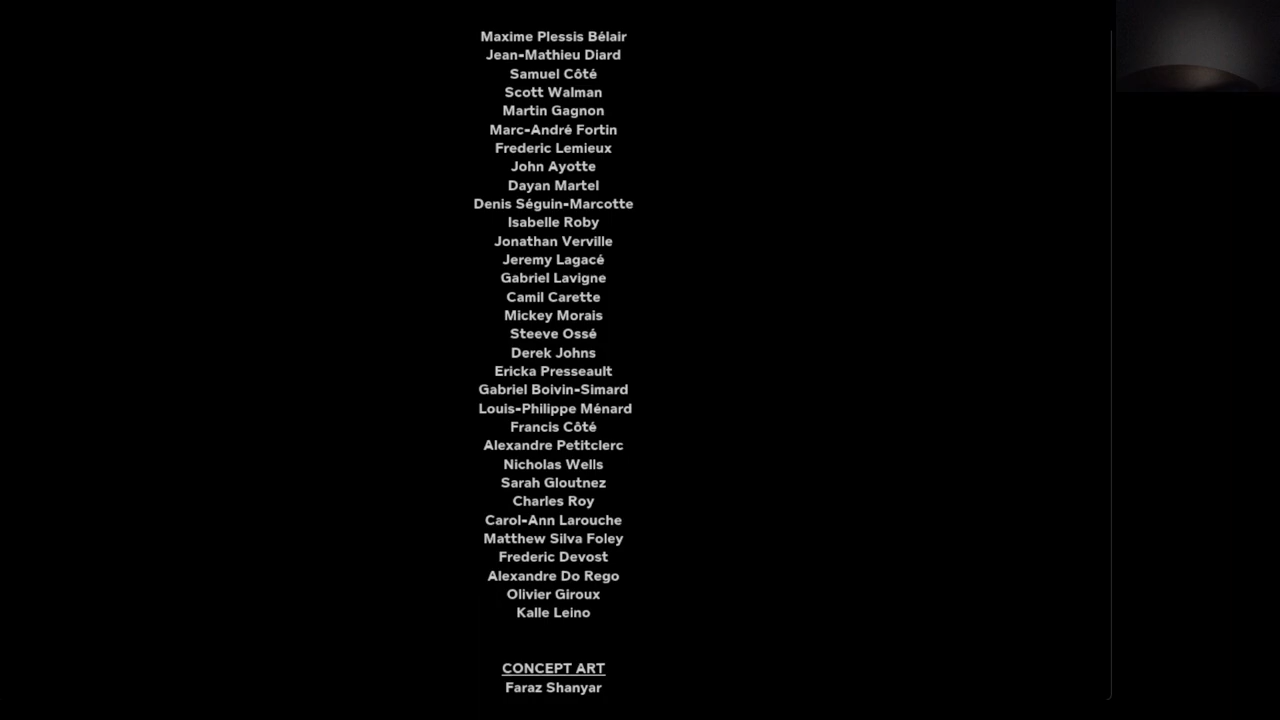 Maxime Plessis Bélair
Jean-Mathieu Diard
Samuel Côté
Scott Walman
Martin Gagnon
Marc-André Fortin
Frederic Lemieux
John Ayotte
Dayan Martel
Denis Séguin-Marcotte
Isabelle Roby
Jonathan Verville
Jeremy Lagacé
Gabriel Lavigne
Camil Carette
Mickey Morais
Steeve Ossé
Derek Johns
Ericka Presseault
Gabriel Boivin-Simard
Louis-Philippe Ménard
Francis Côté
Alexandre Petitclerc
Nicholas Wells
Sarah Gloutnez
Charles Roy
Carol-Ann Larouche
Matthew Silva Foley
Frederic Devost
Alexandre Do Rego
Olivier Giroux
Kalle Leino
CONCEPT ART
Faraz Shanyar